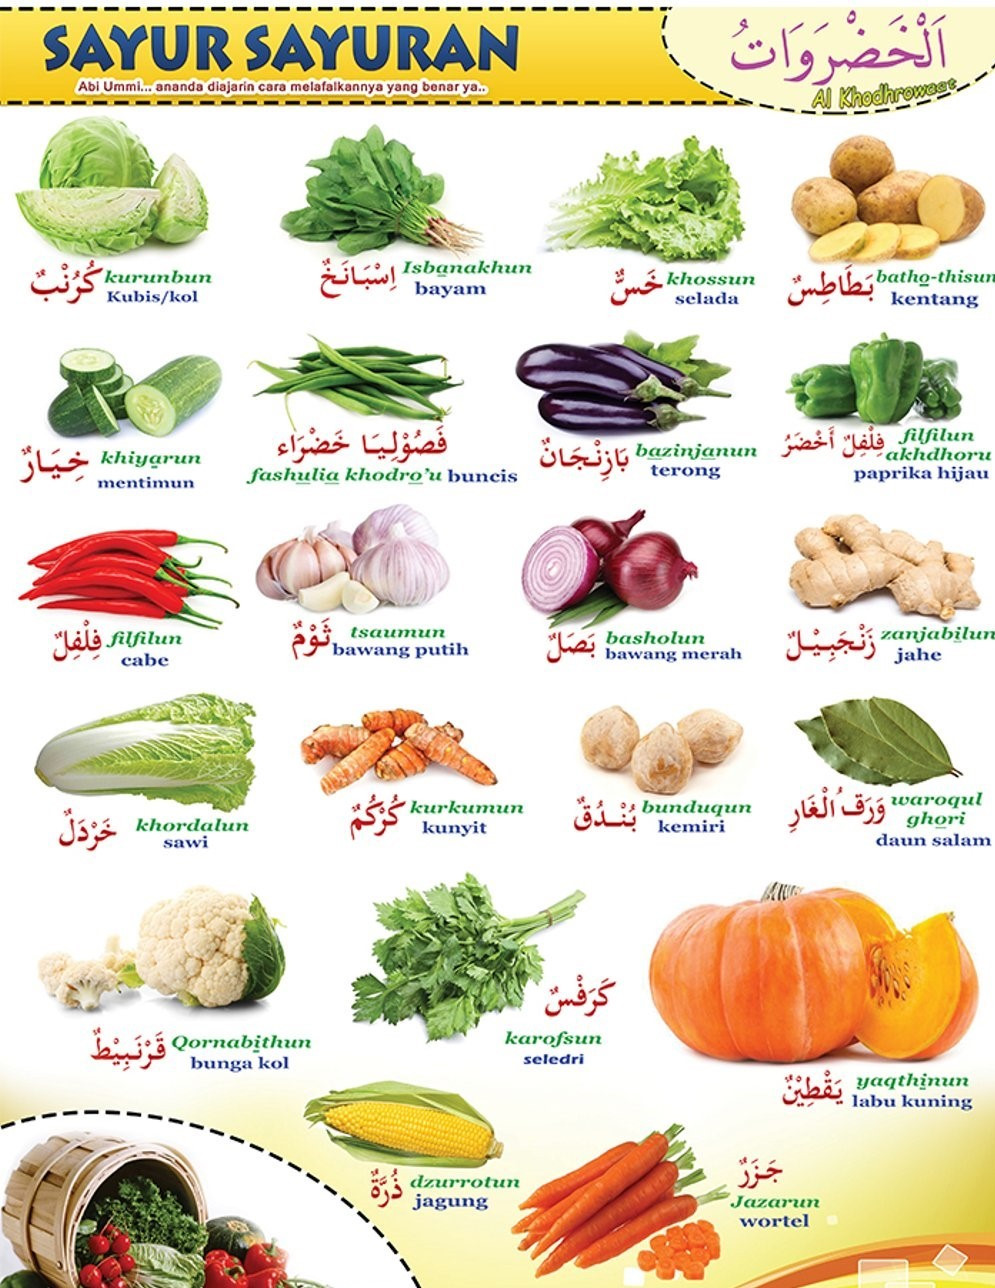 SAYUR SAYURAN
Abi Ummi... ananda diajarin cara melafalkannya yang benar ya..
اَلْخَضْرَوَاتُ
Al Khodhrowaat
كُرُنْبٌ kurunbun
Kubis/kol
اِسْبَانَخٌ Isbanakhun
bayam
خَسٌّ khossun
selada
بَطَاطِسٌ batho-thisun
kentang
خِيَارٌ khiyarun
mentimun
فَصُوْلِيَا خَضْرَاء
fashulia khodro'u buncis
بَازِنْجَانٌ bazinjanun
terong
فِلْفِلٌ أَخْضَرُ filfilun
akhdhoru
paprika hijau
فِلْفِلٌ filfilun
cabe
ثَوْمٌ tsaumun
bawang putih
بَصَلٌ basholun
bawang merah
زَنْجَبِيْلٌ zanjabilun
jahe
خَرْدَلٌ khordalun
sawi
كُرْكُمٌ kurkumun
kunyit
بُنْدُقٌ bunduqun
kemiri
وَرَقُ الْغَارِ waroqul
ghori
daun salam
قَرْنَبِيْطٌ Qornabithun
bunga kol
كَرَفْسٌ
karofsun
seledri
يَقْطِيْنٌ yaqthinun
labu kuning
ذُرَةٌ dzurrotun
jagung
جَزَرٌ
Jazarun
wortel